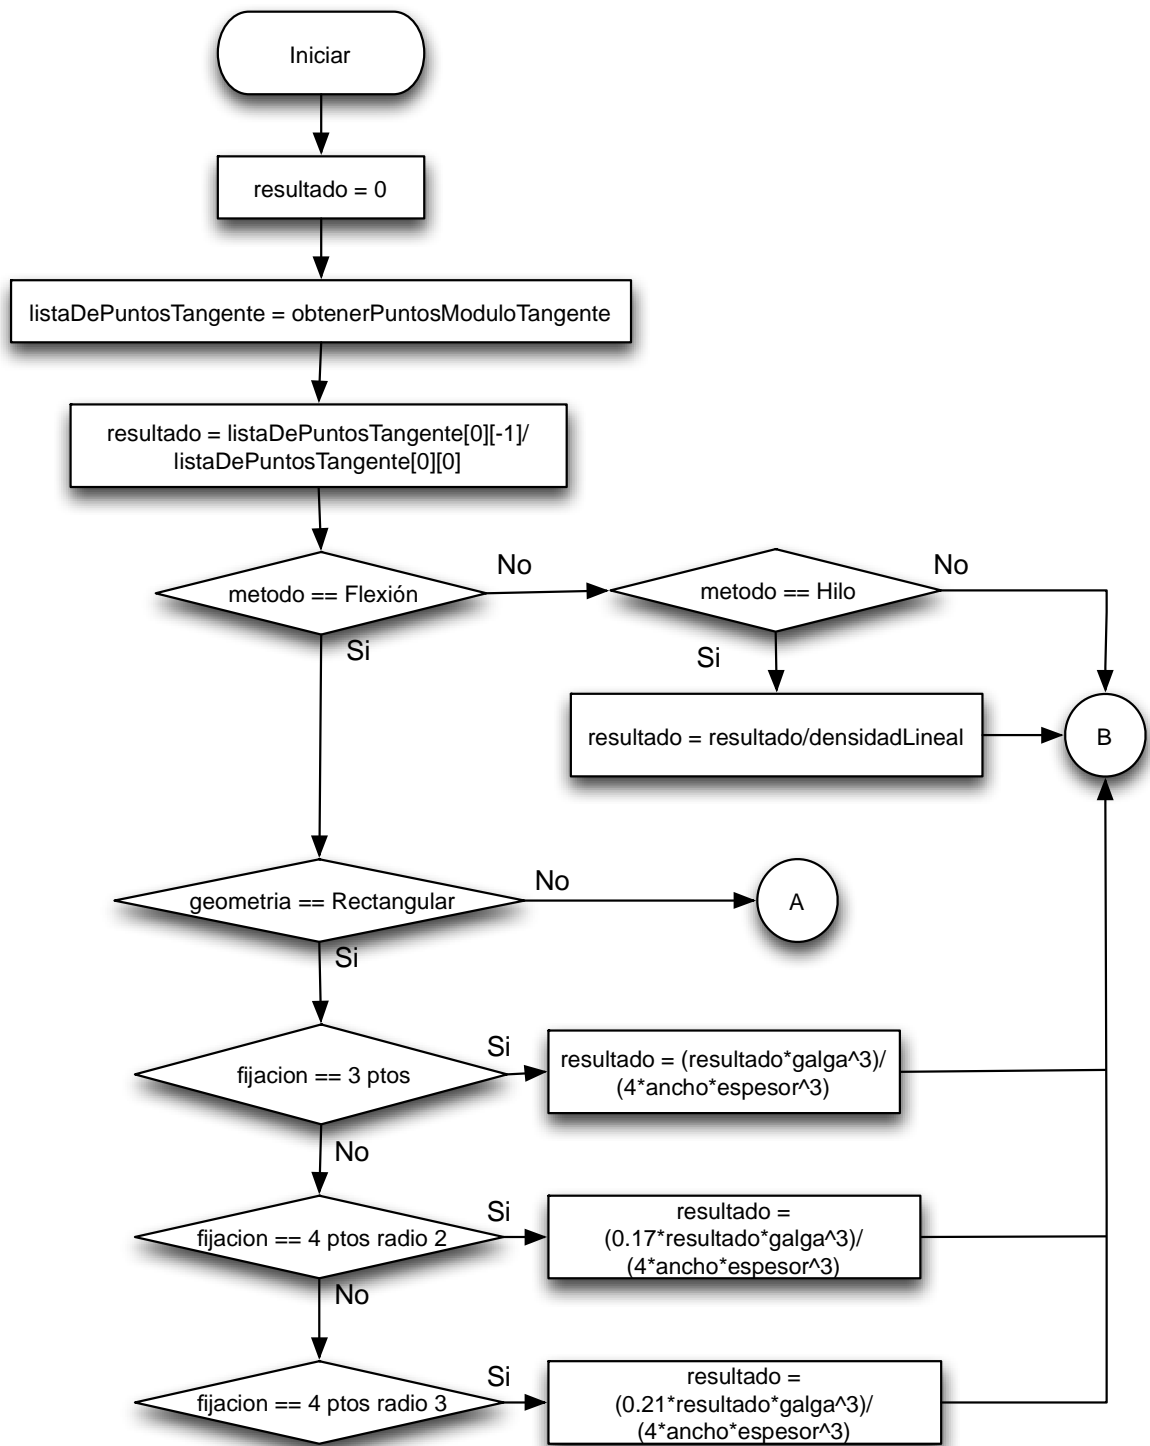 Iniciar
resultado = 0
listaDePuntosTangente = obtenerPuntosModuloTangente
resultado = listaDePuntosTangente[0][-1]/
listaDePuntosTangente[0][0]
metodo == Flexión
No
metodo == Hilo
No
Si
Si
resultado = resultado/densidadLineal
B
geometria == Rectangular
No
A
Si
fijacion == 3 ptos
Si
resultado = (resultado*galga^3)/
(4*ancho*espesor^3)
No
fijacion == 4 ptos radio 2
Si
resultado =
(0.17*resultado*galga^3)/
(4*ancho*espesor^3)
No
fijacion == 4 ptos radio 3
Si
resultado =
(0.21*resultado*galga^3)/
(4*ancho*espesor^3)